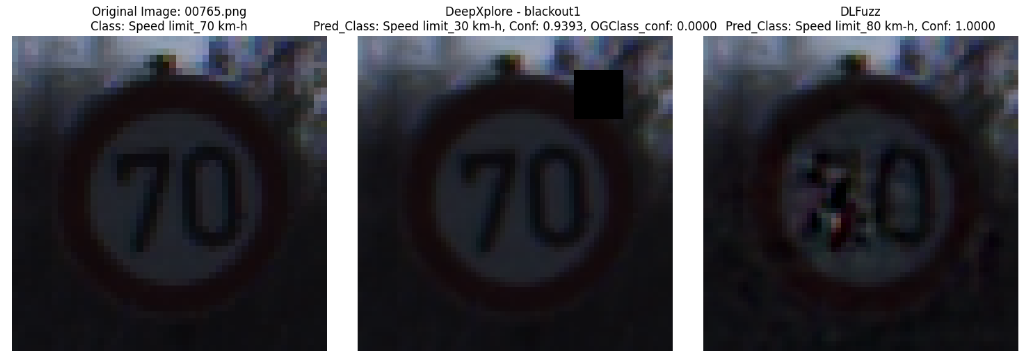 Original Image: 00765.png
Class: Speed limit_70 km-h
70
DeepXplore - blackout1
Pred_Class: Speed limit_30 km-h, Conf: 0.9393, OGClass_conf: 0.0000
70
DLFuzz
Pred_Class: Speed limit_80 km-h, Conf: 1.0000